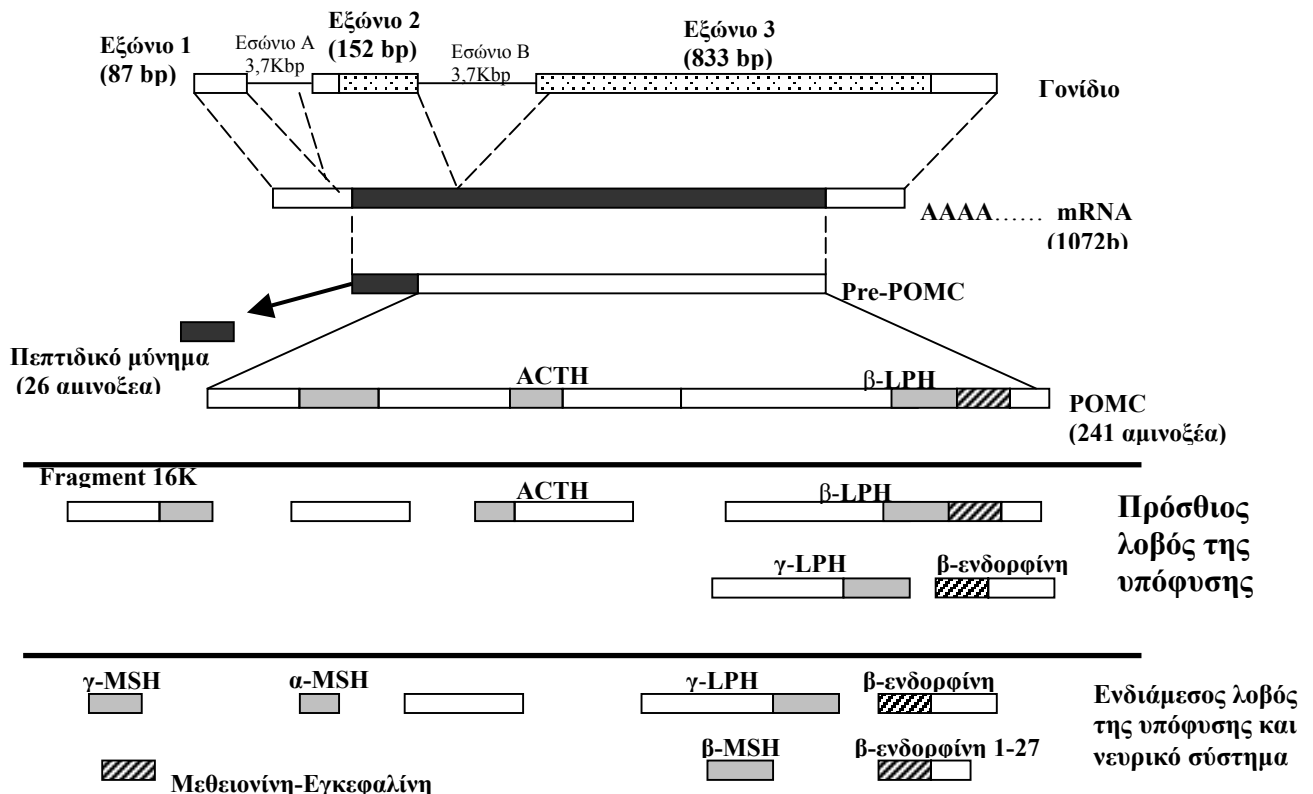 Εξώνιο 1
(87 bp)
Εσώνιο Α
3,7Kbp
Εξώνιο 2
(152 bp)
Εσώνιο Β
3,7Kbp
Εξώνιο 3
(833 bp)
Γονίδιο
ΑΑΑΑ…… mRNA
(1072b)
Pre-POMC
Πεπτιδικό μύνημα
(26 αμινοξεα)
ACTH
β-LPH
POMC
(241 αμινοξέα)
Fragment 16K
ACTH
β-LPH
Πρόσθιος
λοβός της
υπόφυσης
γ-LPH
β-ενδορφίνη
γ-MSH
α-MSH
γ-LPH
β-ενδορφίνη
Ενδιάμεσος λοβός
της υπόφυσης και
νευρικό σύστημα
β-MSH
β-ενδορφίνη 1-27
Μεθειονίνη-Εγκεφαλίνη